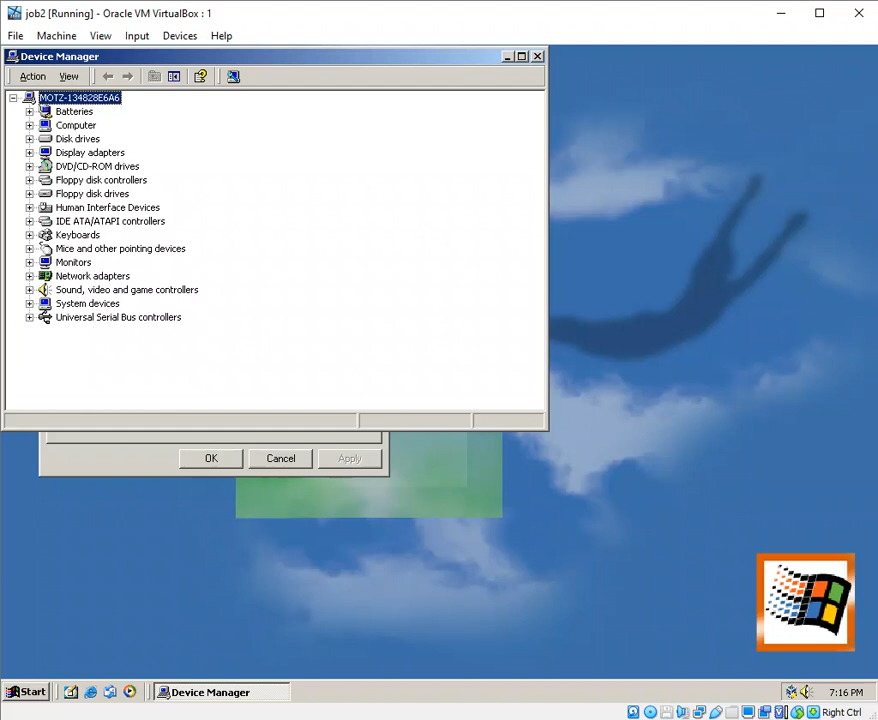 job2 [Running] - Oracle VM VirtualBox : 1
File Machine View Input Devices Help
Device Manager
Action View
MOTZ-134828E6A6
Batteries
Computer
Disk drives
Display adapters
DVD/CD-ROM drives
Floppy disk controllers
Floppy disk drives
Human Interface Devices
IDE ATA/ATAPI controllers
Keyboards
Mice and other pointing devices
Monitors
Network adapters
Sound, video and game controllers
System devices
Universal Serial Bus controllers
OK Cancel Apply
Start Device Manager 7:16 PM
Right Ctrl